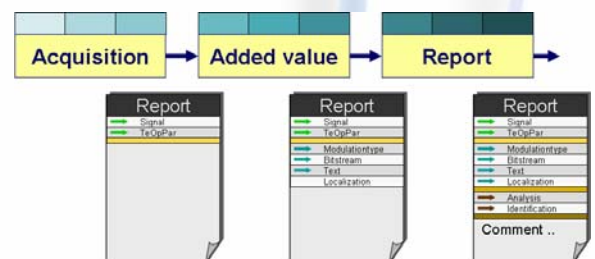 Acquisition
Added value
Report
Report
Signal
TeOpPar
Report
Signal
TeOpPar
Modulationtype
Bitstream
Text
Localization
Report
Signal
TeOpPar
Modulationtype
Bitstream
Text
Localization
Analysis
Identification
Comment ..